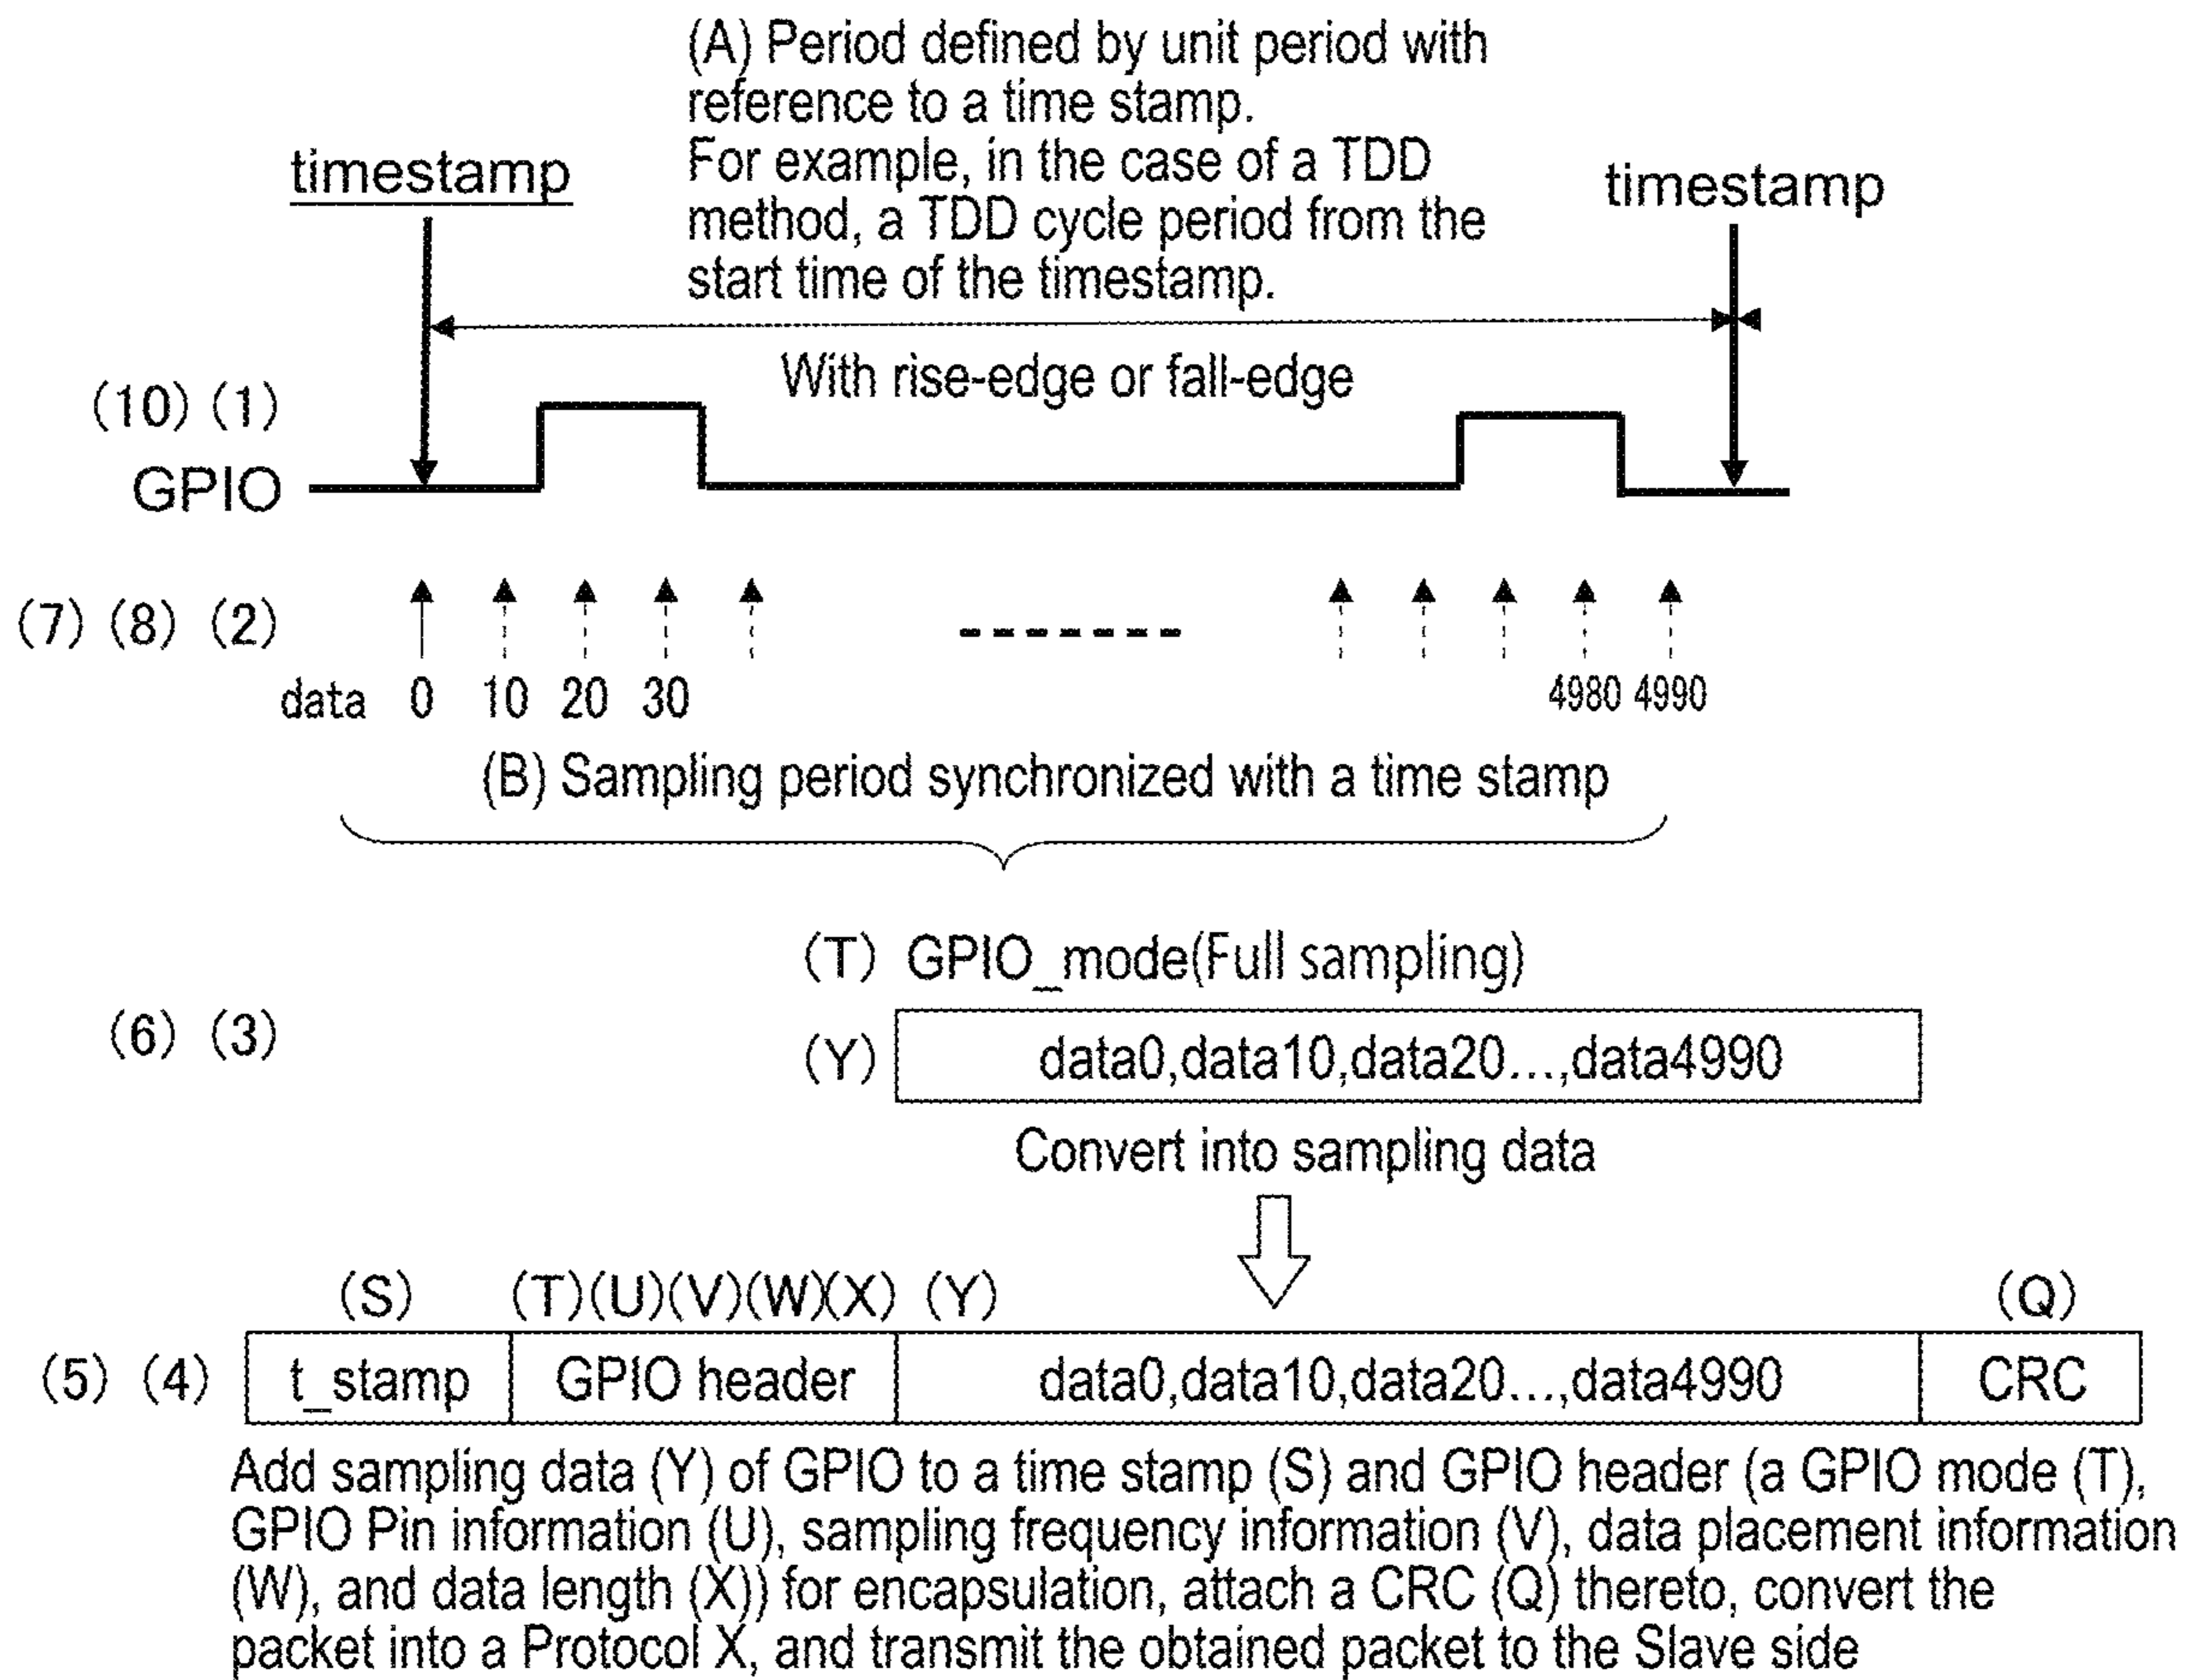 (A) Period defined by unit period with
reference to a time stamp.
For example, in the case of a TDD
method, a TDD cycle period from the
start time of the timestamp.
timestamp
timestamp
With rise-edge or fall-edge
(10) (1)
GPIO
(7) (8) (2)
data 0 10 20 30 4980 4990
(B) Sampling period synchronized with a time stamp
(T) GPIO_mode(Full sampling)
(6) (3)
(Y) data0,data10,data20...,data4990
Convert into sampling data
(S) (T)(U)(V)(W)(X) (Y) (Q)
(5) (4) t_stamp GPIO header data0,data10,data20...,data4990 CRC
Add sampling data (Y) of GPIO to a time stamp (S) and GPIO header (a GPIO mode (T),
GPIO Pin information (U), sampling frequency information (V), data placement information
(W), and data length (X)) for encapsulation, attach a CRC (Q) thereto, convert the
packet into a Protocol X, and transmit the obtained packet to the Slave side